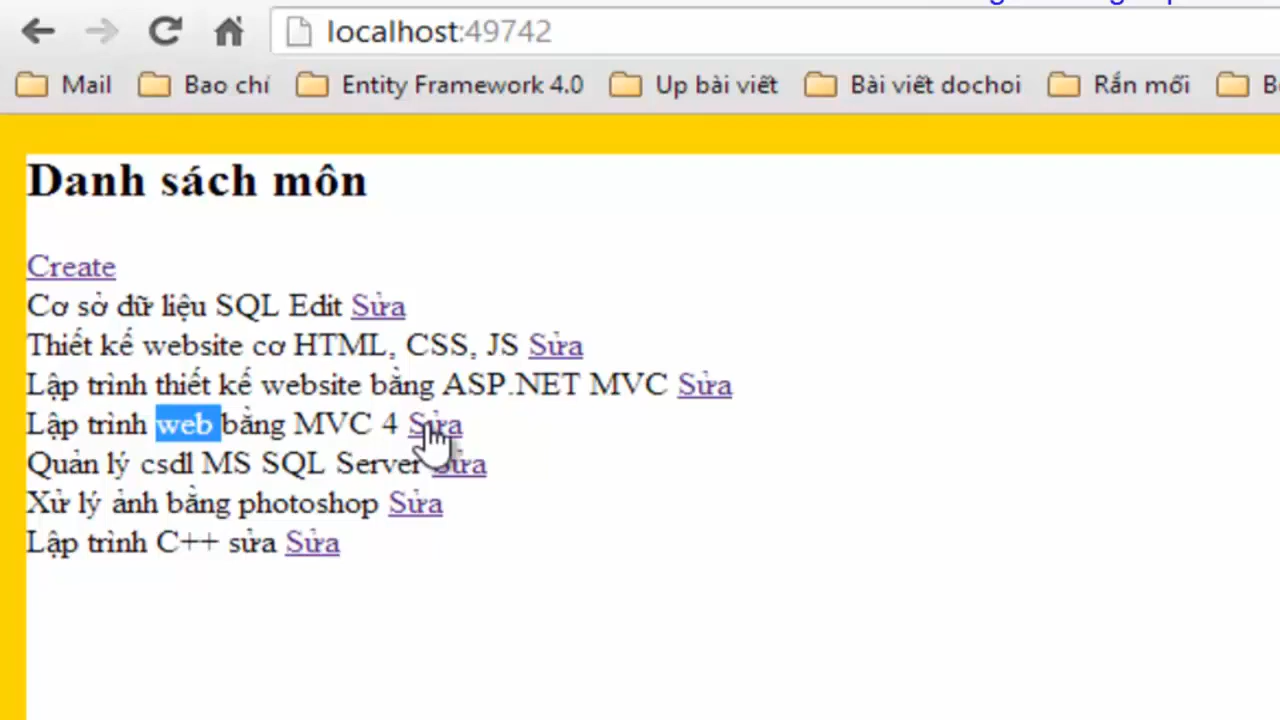 localhost:49742
Mail Bao chí Entity Framework 4.0 Up bài viết Bài viết dochoi Rắn mối
Danh sách môn
Create
Cơ sở dữ liệu SQL Edit Sửa
Thiết kế website cơ HTML, CSS, JS Sửa
Lập trình thiết kế website bằng ASP.NET MVC Sửa
Lập trình web bằng MVC 4 Sửa
Quản lý csdl MS SQL Server Sửa
Xử lý ảnh bằng photoshop Sửa
Lập trình C++ sửa Sửa